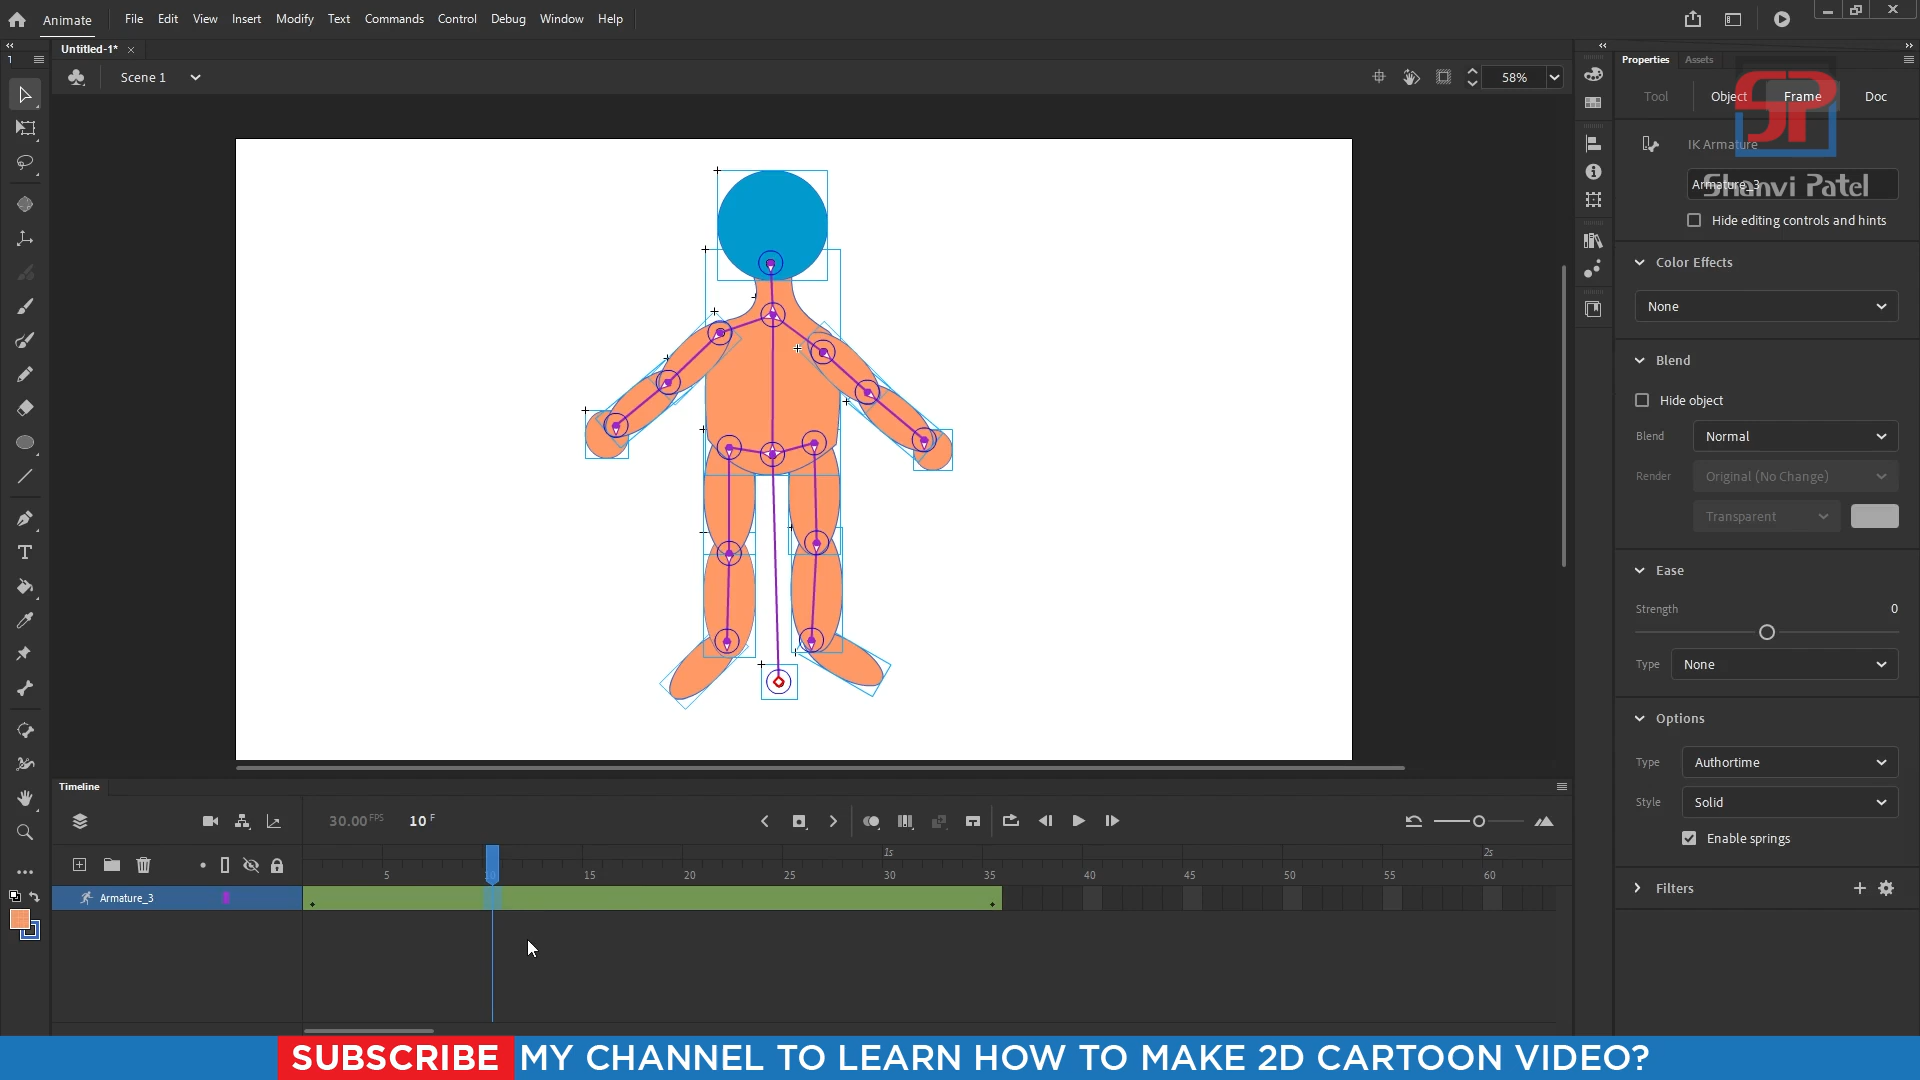 Animate File Edit View Insert Modify Text Commands Control Debug Window Help
Untitled-1*
1
Scene 1
58%
Properties Assets
Tool Object Frame Doc
SP
IK Armature
Armature_3
Shanvi Patel
Hide editing controls and hints
Color Effects
None
Blend
Hide object
Blend Normal
Render Original (No Change)
Transparent
Ease
Strength 0
Type None
Options
Type Authortime
Style Solid
Enable springs
Filters
Timeline
30.00 FPS 10 F
1s 2s
5 10 15 20 25 30 35 40 45 50 55 60
Armature_3
SUBSCRIBE MY CHANNEL TO LEARN HOW TO MAKE 2D CARTOON VIDEO?